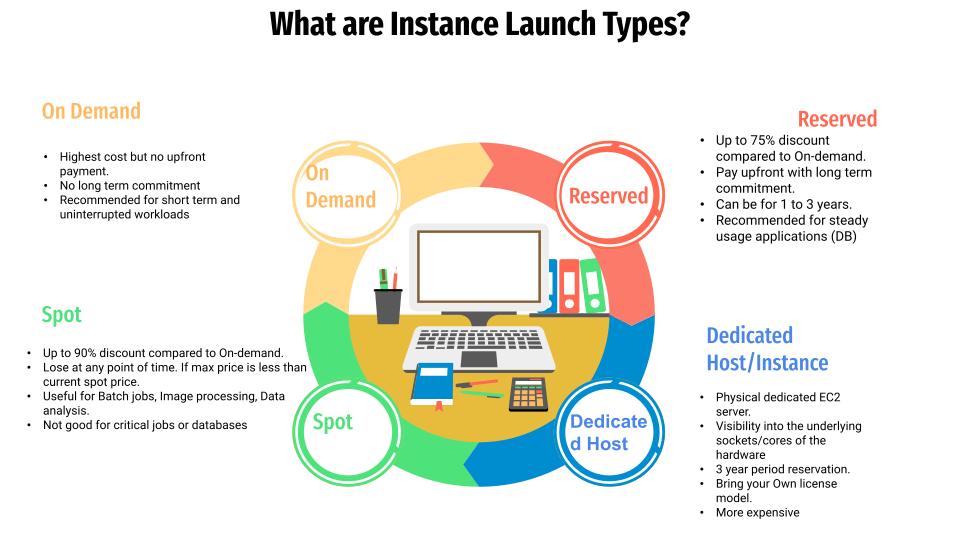 What are Instance Launch Types?
On Demand
• Highest cost but no upfront
payment.
• No long term commitment
• Recommended for short term and
uninterrupted workloads
Reserved
• Up to 75% discount
compared to On-demand.
• Pay upfront with long term
commitment.
• Can be for 1 to 3 years.
• Recommended for steady
usage applications (DB)
On
Demand
Reserved
Spot
• Up to 90% discount compared to On-demand.
• Lose at any point of time. If max price is less than
current spot price.
• Useful for Batch jobs, Image processing, Data
analysis.
• Not good for critical jobs or databases
Dedicated
Host/Instance
• Physical dedicated EC2
server.
• Visibility into the underlying
sockets/cores of the
hardware
• 3 year period reservation.
• Bring your Own license
model.
• More expensive
Spot
Dedicate
d Host